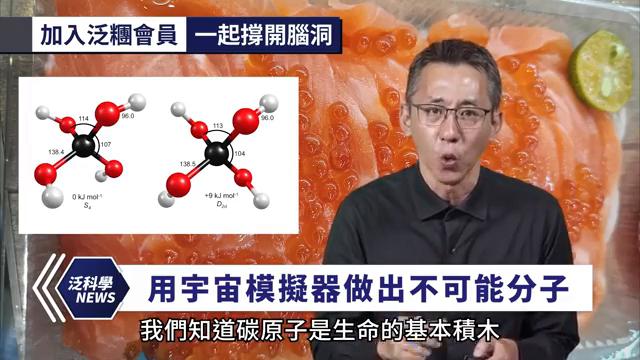 加入泛糰會員 一起撐開腦洞
114
96.0
138.4
107
0 kJ mol⁻¹
S₄
113
96.0
138.5
104
+9 kJ mol⁻¹
D₂d
泛科學
NEWS
用宇宙模擬器做出不可能分子
我們知道碳原子是生命的基本積木